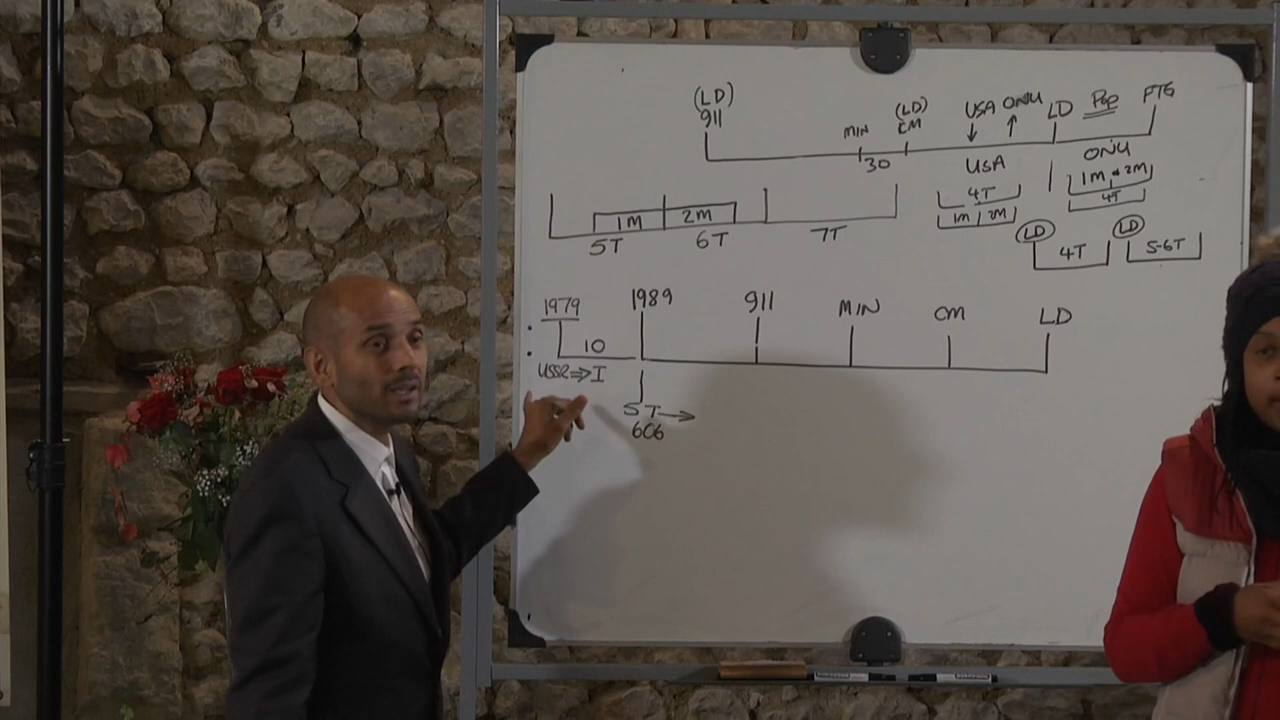 (LD) (LD) USA ONU LD Pap FTG
911 MIN CM
30 USA ONU
4T 1M & 2M
1M 2M 1M 2M 4T
5T 6T 7T LD 4T LD 5-6T
1979 1989 911 MIN CM LD
10
USSR⇒I
5T→
606